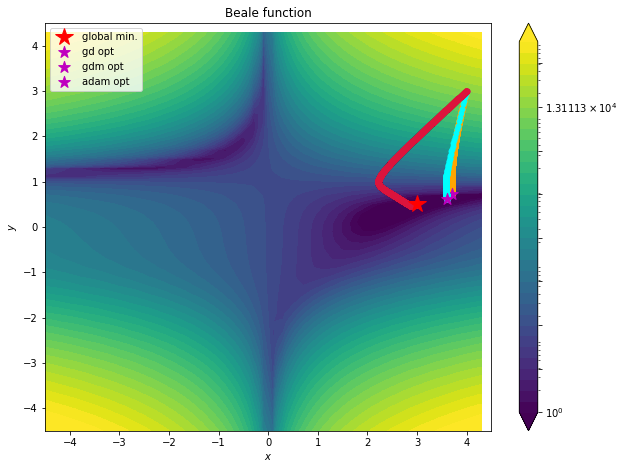 Beale function
global min.
gd opt
gdm opt
adam opt
4
3
2
1
0
−1
−2
−3
−4
y
−4 −3 −2 −1 0 1 2 3 4
x
1.31113 × 10⁴
10⁰